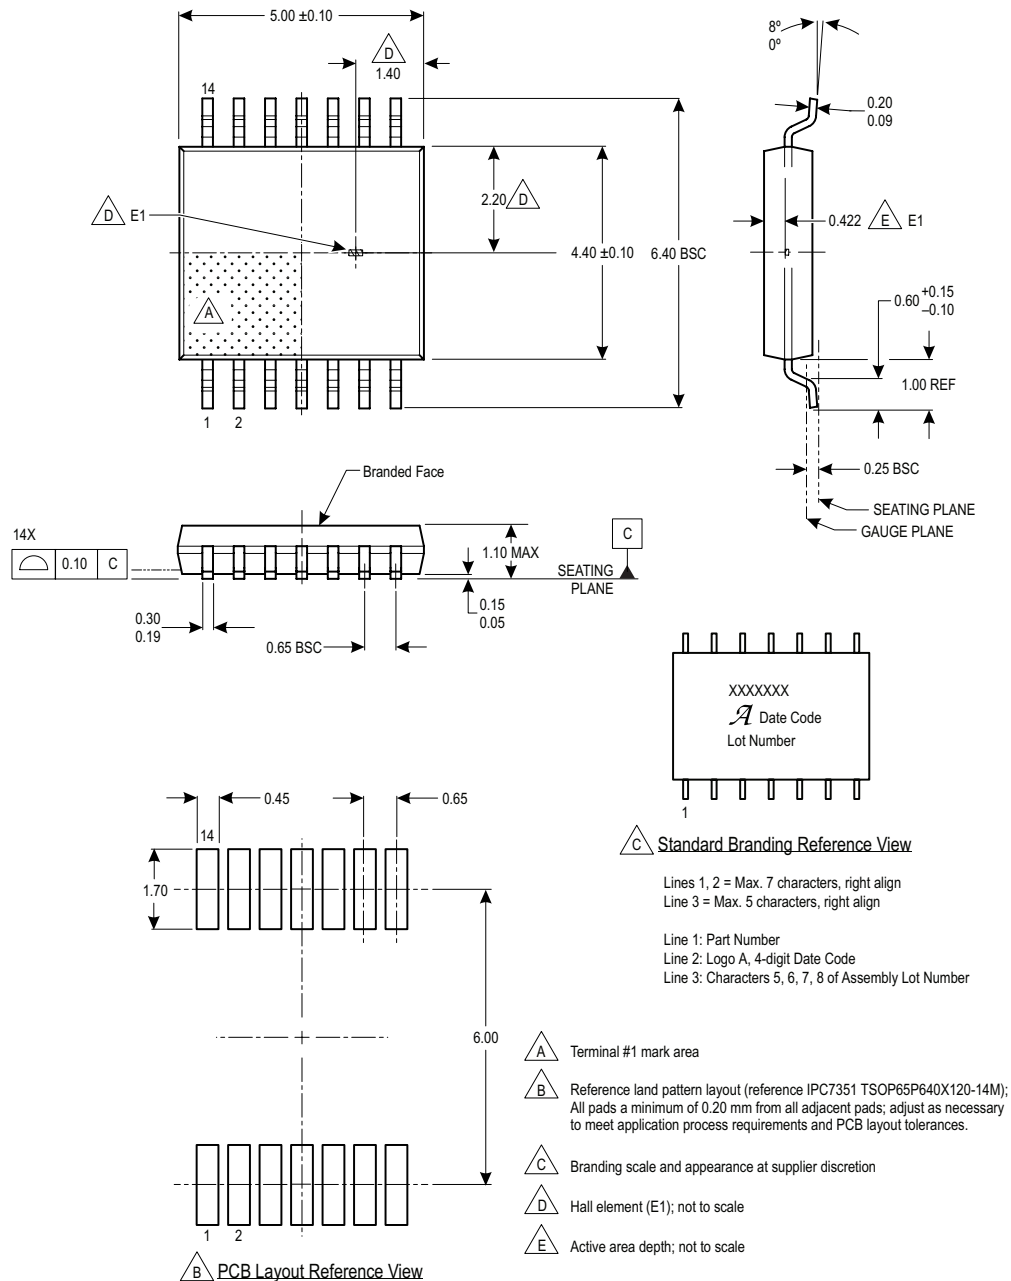 5.00 ±0.10
D
1.40
8º
0º
14
0.20
0.09
2.20 D
D E1
0.422 E E1
4.40 ±0.10
6.40 BSC
A
0.60 +0.15
–0.10
1.00 REF
1 2
0.25 BSC
Branded Face
SEATING PLANE
GAUGE PLANE
14X
0.10 C
C
1.10 MAX
SEATING
PLANE
0.15
0.05
0.30
0.19
0.65 BSC
XXXXXXX
A Date Code
Lot Number
1
C Standard Branding Reference View
Lines 1, 2 = Max. 7 characters, right align
Line 3 = Max. 5 characters, right align
Line 1: Part Number
Line 2: Logo A, 4-digit Date Code
Line 3: Characters 5, 6, 7, 8 of Assembly Lot Number
0.45
0.65
14
1.70
6.00
1 2
B PCB Layout Reference View
A Terminal #1 mark area
B Reference land pattern layout (reference IPC7351 TSOP65P640X120-14M);
All pads a minimum of 0.20 mm from all adjacent pads; adjust as necessary
to meet application process requirements and PCB layout tolerances.
C Branding scale and appearance at supplier discretion
D Hall element (E1); not to scale
E Active area depth; not to scale